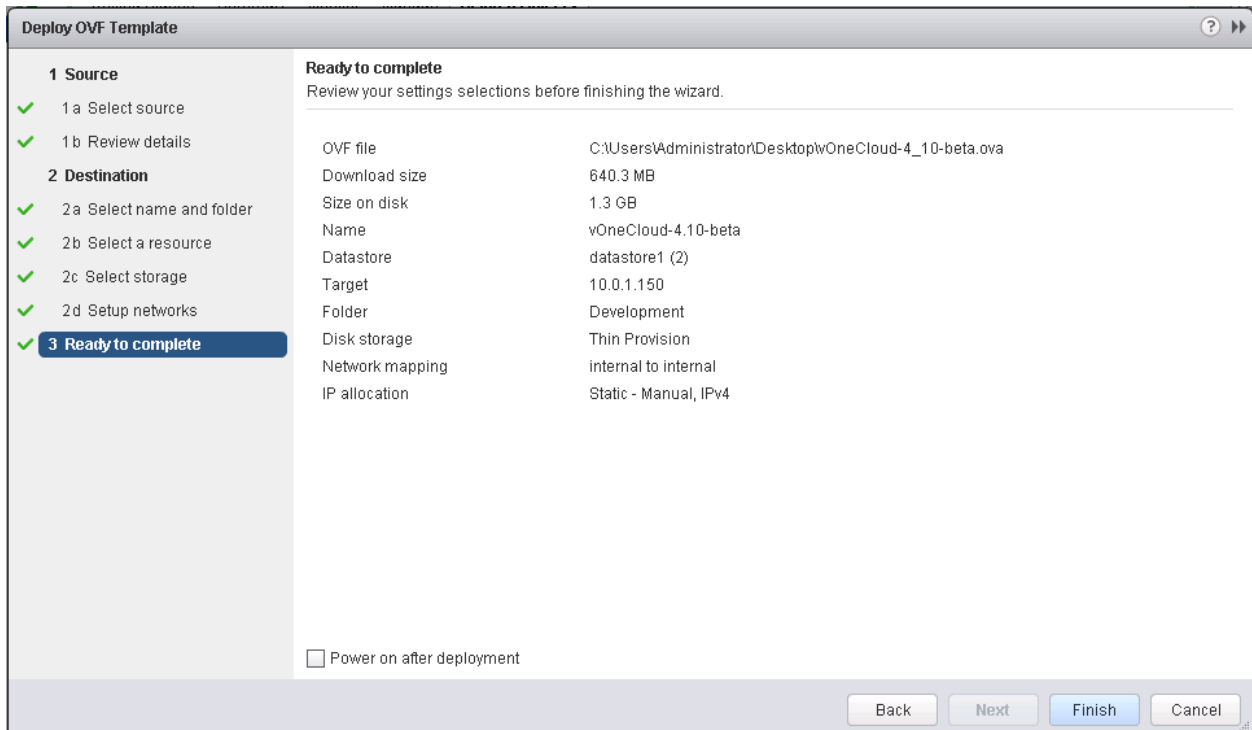 Deploy OVF Template
1 Source
1a Select source
1b Review details
2 Destination
2a Select name and folder
2b Select a resource
2c Select storage
2d Setup networks
3 Ready to complete
Ready to complete
Review your settings selections before finishing the wizard.
OVF file C:\Users\Administrator\Desktop\vOneCloud-4_10-beta.ova
Download size 640.3 MB
Size on disk 1.3 GB
Name vOneCloud-4.10-beta
Datastore datastore1 (2)
Target 10.0.1.150
Folder Development
Disk storage Thin Provision
Network mapping internal to internal
IP allocation Static - Manual, IPv4
Power on after deployment
Back Next Finish Cancel